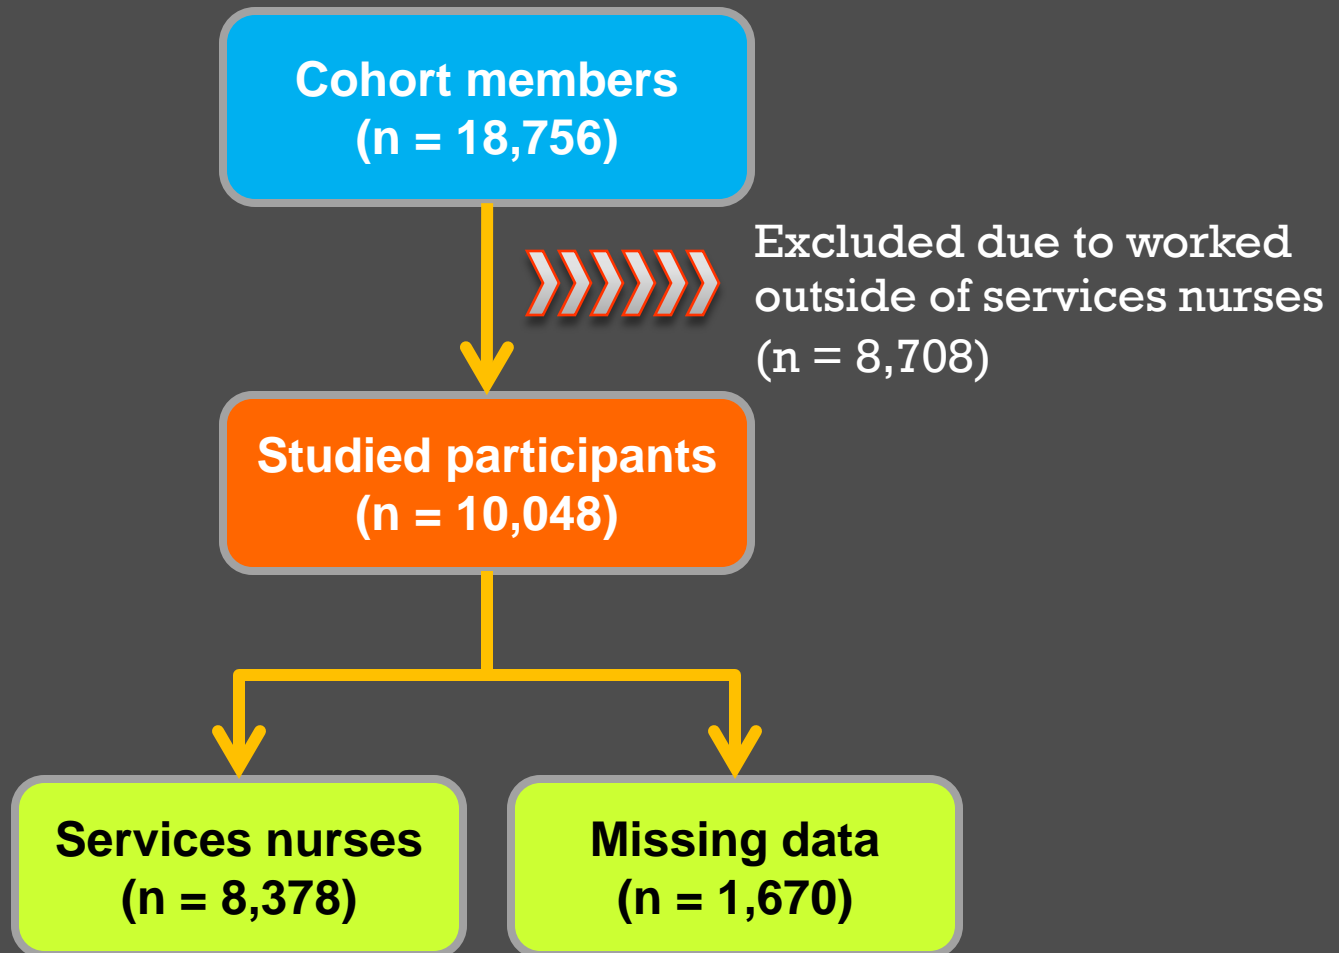 Cohort members
(n = 18,756)
Excluded due to worked
outside of services nurses
(n = 8,708)
Studied participants
(n = 10,048)
Services nurses
(n = 8,378)
Missing data
(n = 1,670)